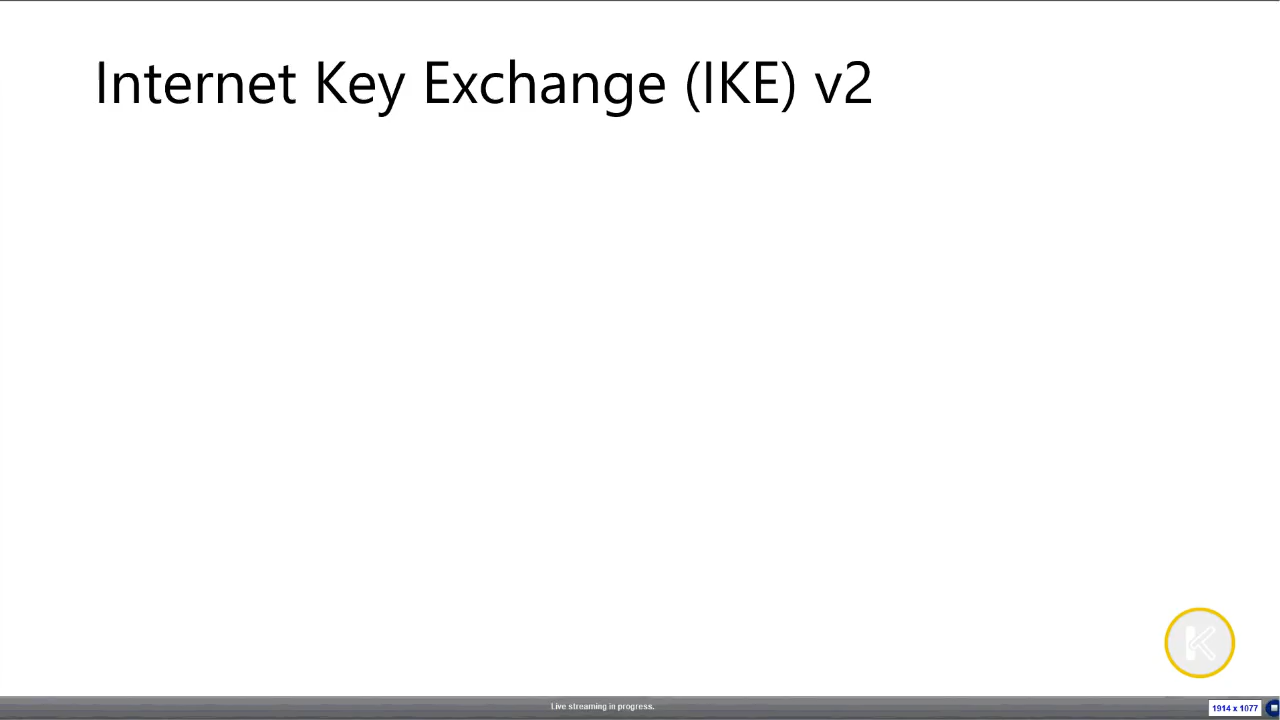 Internet Key Exchange (IKE) v2
K
Live streaming in progress.
1914 x 1077